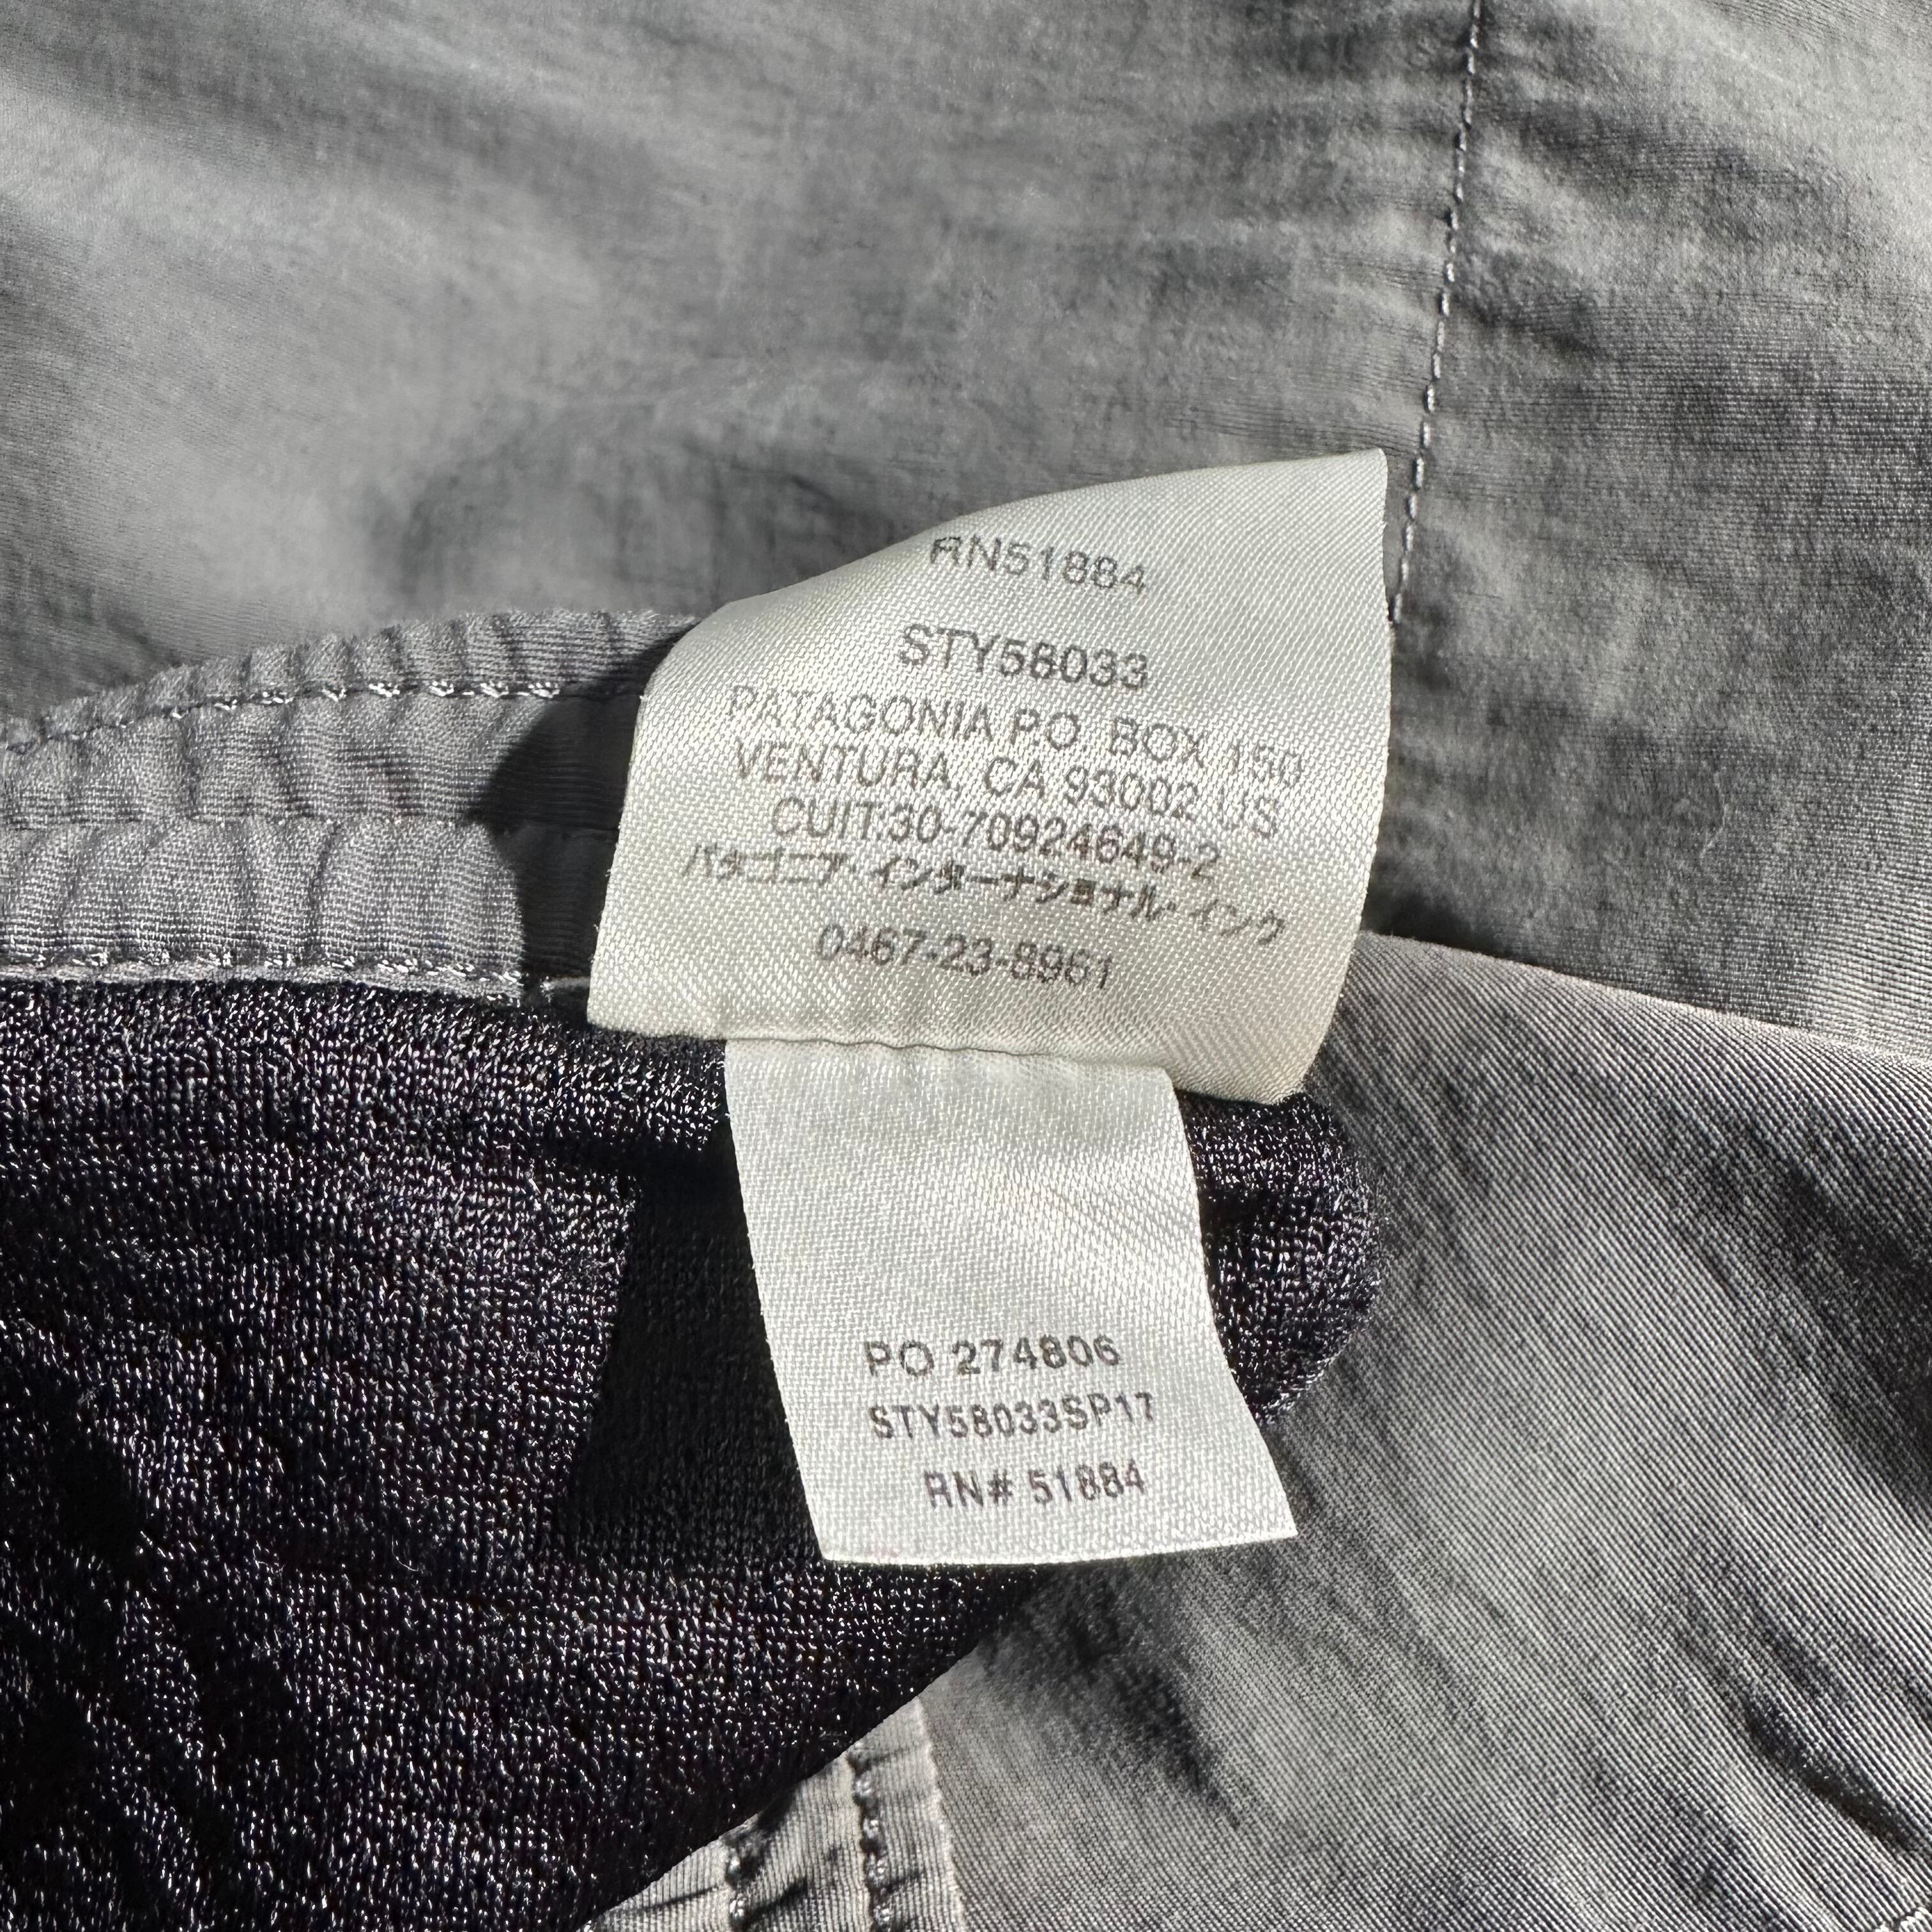 RN51884
STY58033
PATAGONIA P.O. BOX 150
VENTURA, CA 93002 US
CUIT:30-70924649-2
パタゴニア・インターナショナル・インク
0467-23-8961
PO 274806
STY58033SP17
RN# 51884